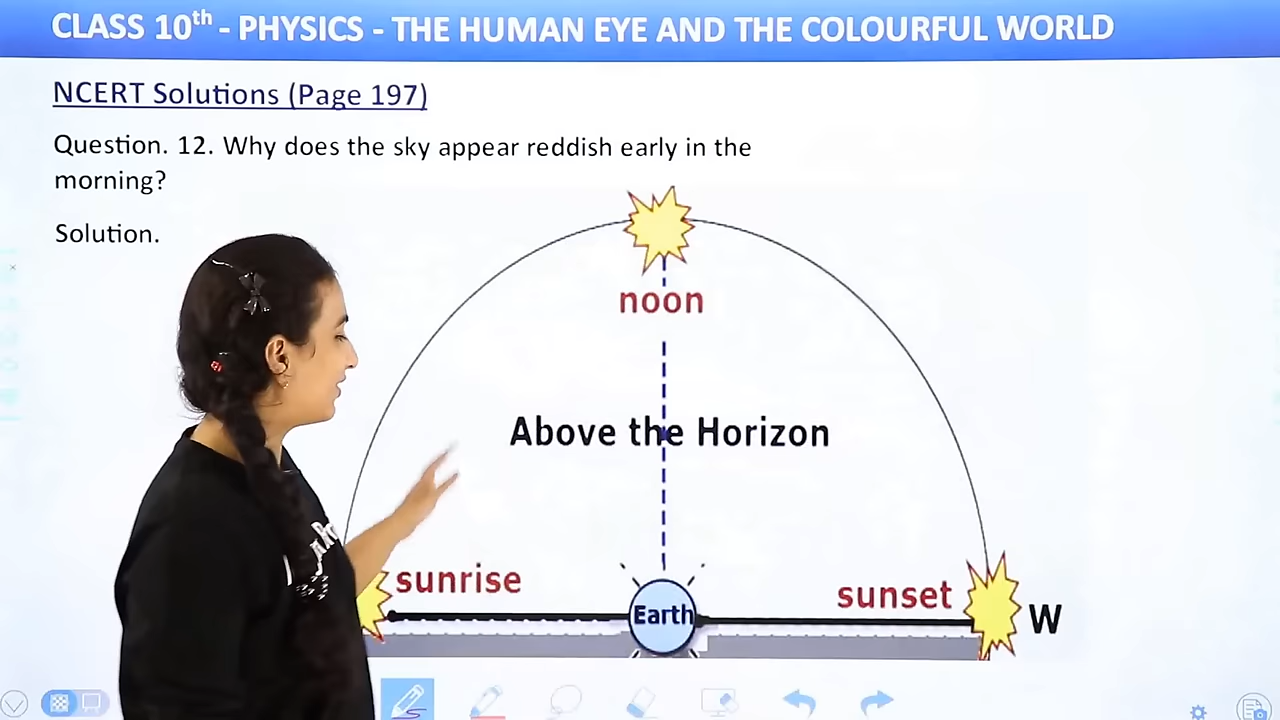 CLASS 10th - PHYSICS - THE HUMAN EYE AND THE COLOURFUL WORLD
NCERT Solutions (Page 197)
Question. 12. Why does the sky appear reddish early in the
morning?
Solution.
noon
Above the Horizon
sunrise
Earth
sunset
W